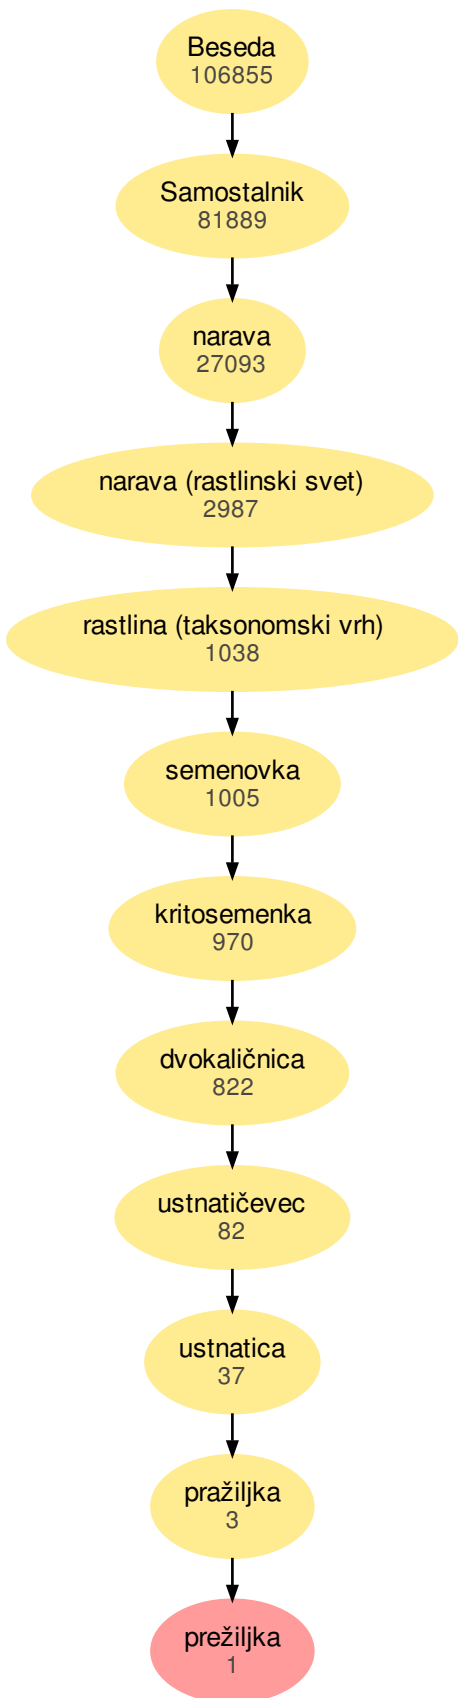 Beseda
106855
Samostalnik
81889
narava
27093
narava (rastlinski svet)
2987
rastlina (taksonomski vrh)
1038
semenovka
1005
kritosemenka
970
dvokaličnica
822
ustnatičevec
82
ustnatica
37
pražiljka
3
prežiljka
1